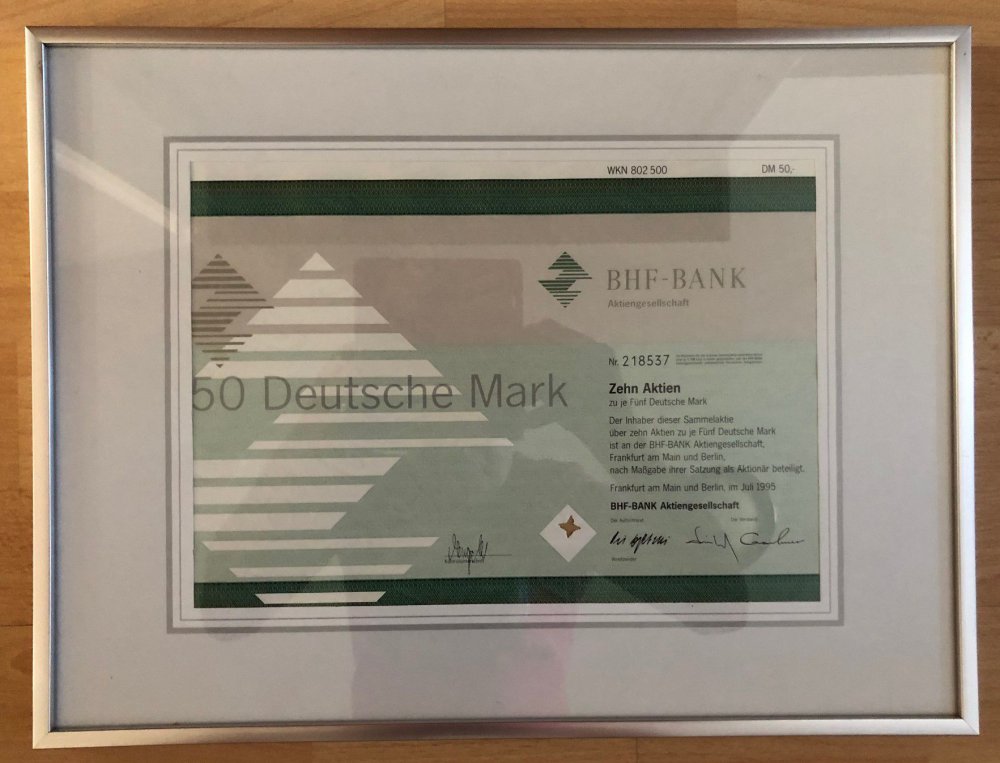 WKN 802 500 DM 50,-
BHF-BANK
Aktiengesellschaft
Nr. 218537
50 Deutsche Mark
Zehn Aktien
zu je Fünf Deutsche Mark
Der Inhaber dieser Sammelaktie
über zehn Aktien zu je Fünf Deutsche Mark
ist an der BHF-BANK Aktiengesellschaft,
Frankfurt am Main und Berlin,
nach Maßgabe ihrer Satzung als Aktionär beteiligt.
Frankfurt am Main und Berlin, im Juli 1995
BHF-BANK Aktiengesellschaft
Der Aufsichtsrat Der Vorstand
Vorsitzender
Kontrollunterschrift